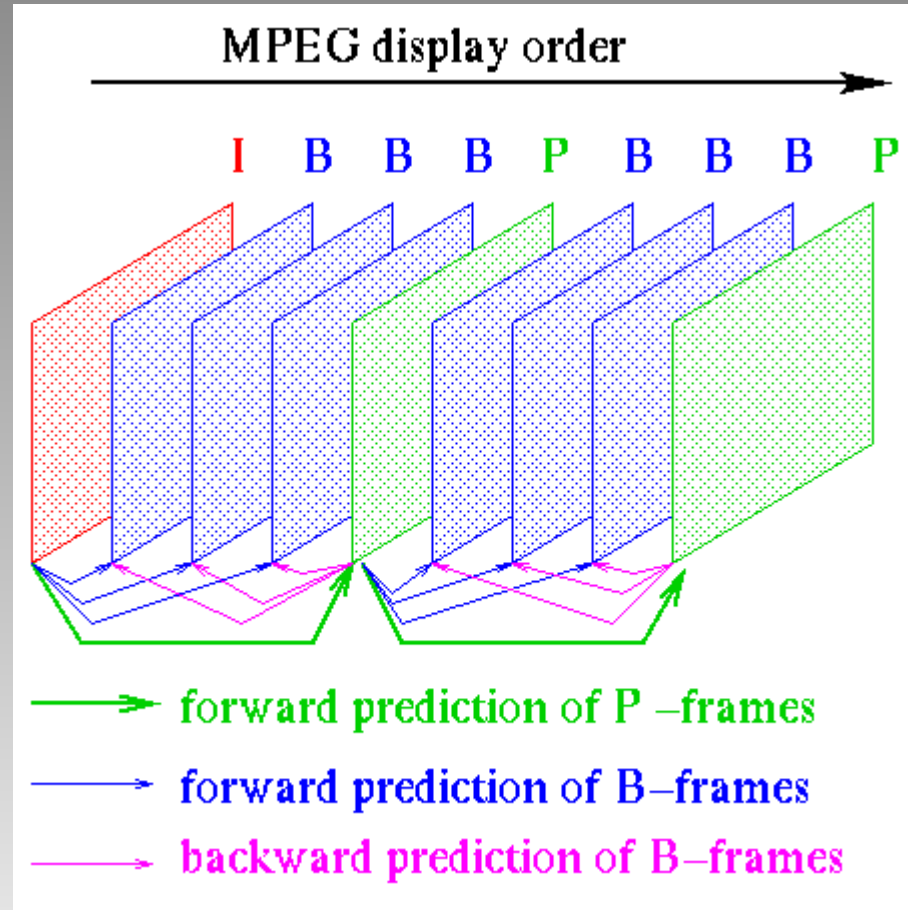 MPEG display order
I B B B P B B B P
forward prediction of P –frames
forward prediction of B–frames
backward prediction of B–frames